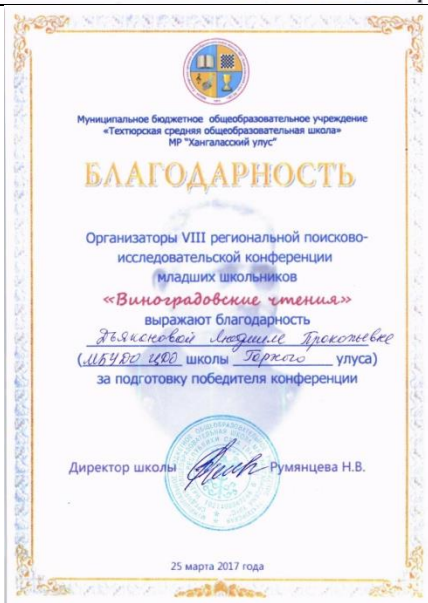 Муниципальное бюджетное общеобразовательное учреждение
«Техтюрская средняя общеобразовательная школа»
МР "Хангаласский улус"
БЛАГОДАРНОСТЬ
Организаторы VIII региональной поисково-
исследовательской конференции
младших школьников
«Виноградовские чтения»
выражают благодарность
Дьяконовой Людмиле Прокопьевне
(МБУДО ЦДО школы Горного улуса)
за подготовку победителя конференции
Директор школы Румянцева Н.В.
25 марта 2017 года